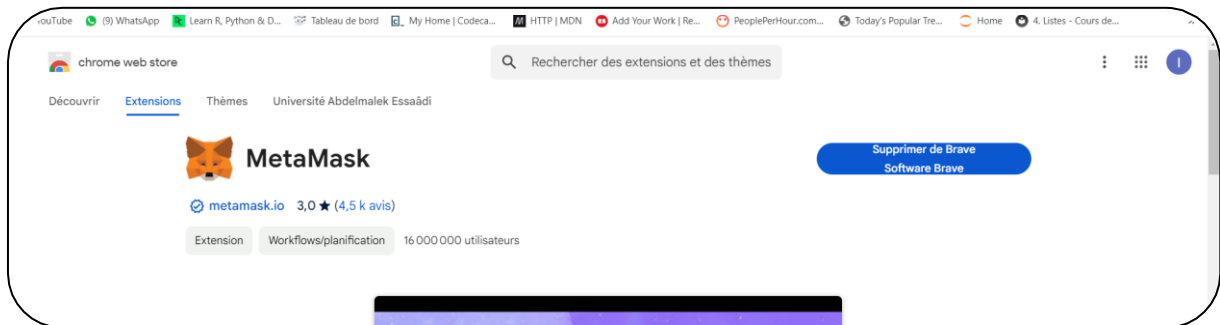 ouTube (9) WhatsApp Learn R, Python & D... Tableau de bord My Home | Codeca... HTTP | MDN Add Your Work | Re... PeoplePerHour.com... Today's Popular Tre... Home 4. Listes - Cours de...
chrome web store Rechercher des extensions et des thèmes I
Découvrir Extensions Thèmes Université Abdelmalek Essaâdi
MetaMask
Supprimer de Brave
Software Brave
metamask.io 3,0 ★ (4,5 k avis)
Extension Workflows/planification 16 000 000 utilisateurs